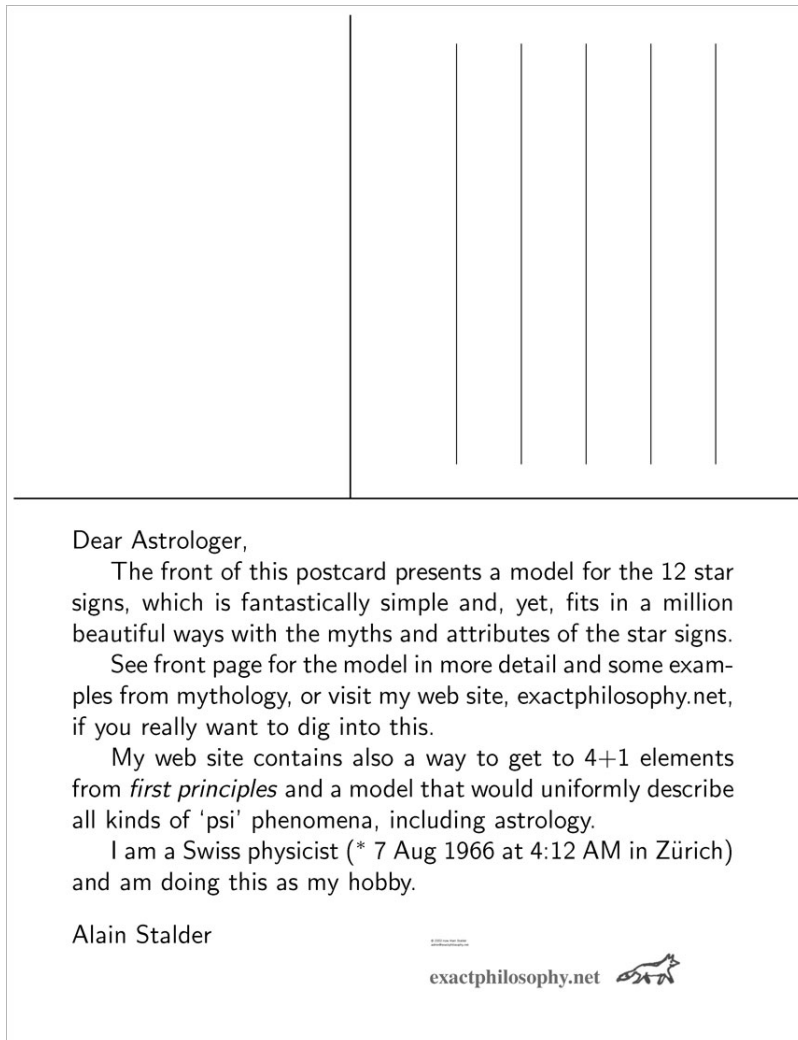 Dear Astrologer,
The front of this postcard presents a model for the 12 star
signs, which is fantastically simple and, yet, fits in a million
beautiful ways with the myths and attributes of the star signs.
See front page for the model in more detail and some exam-
ples from mythology, or visit my web site, exactphilosophy.net,
if you really want to dig into this.
My web site contains also a way to get to 4+1 elements
from first principles and a model that would uniformly describe
all kinds of ‘psi’ phenomena, including astrology.
I am a Swiss physicist (* 7 Aug 1966 at 4:12 AM in Zürich)
and am doing this as my hobby.
Alain Stalder
exactphilosophy.net